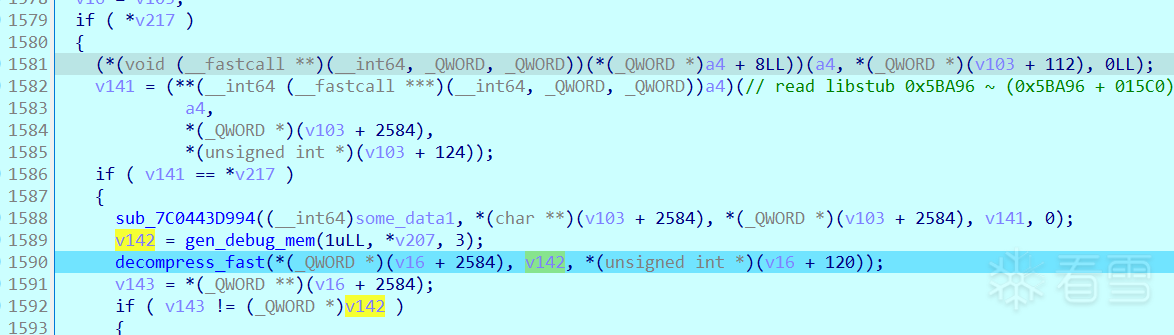 1579 if ( *v217 )
1580 {
1581 (*(void (__fastcall **)(__int64, _QWORD, _QWORD))(*(_QWORD *)a4 + 8LL))(a4, *(_QWORD *)(v103 + 112), 0LL);
1582 v141 = (**(__int64 (__fastcall ***)(__int64, _QWORD, _QWORD))a4)(// read libstub 0x5BA96 ~ (0x5BA96 + 015C0)
1583 a4,
1584 *(_QWORD *)(v103 + 2584),
1585 *(unsigned int *)(v103 + 124));
1586 if ( v141 == *v217 )
1587 {
1588 sub_7C0443D994((__int64)some_data1, *(char **)(v103 + 2584), *(_QWORD *)(v103 + 2584), v141, 0);
1589 v142 = gen_debug_mem(1uLL, *v207, 3);
1590 decompress_fast(*(_QWORD *)(v16 + 2584), v142, *(unsigned int *)(v16 + 120));
1591 v143 = *(_QWORD **)(v16 + 2584);
1592 if ( v143 != (_QWORD *)v142 )
1593 {
看雪